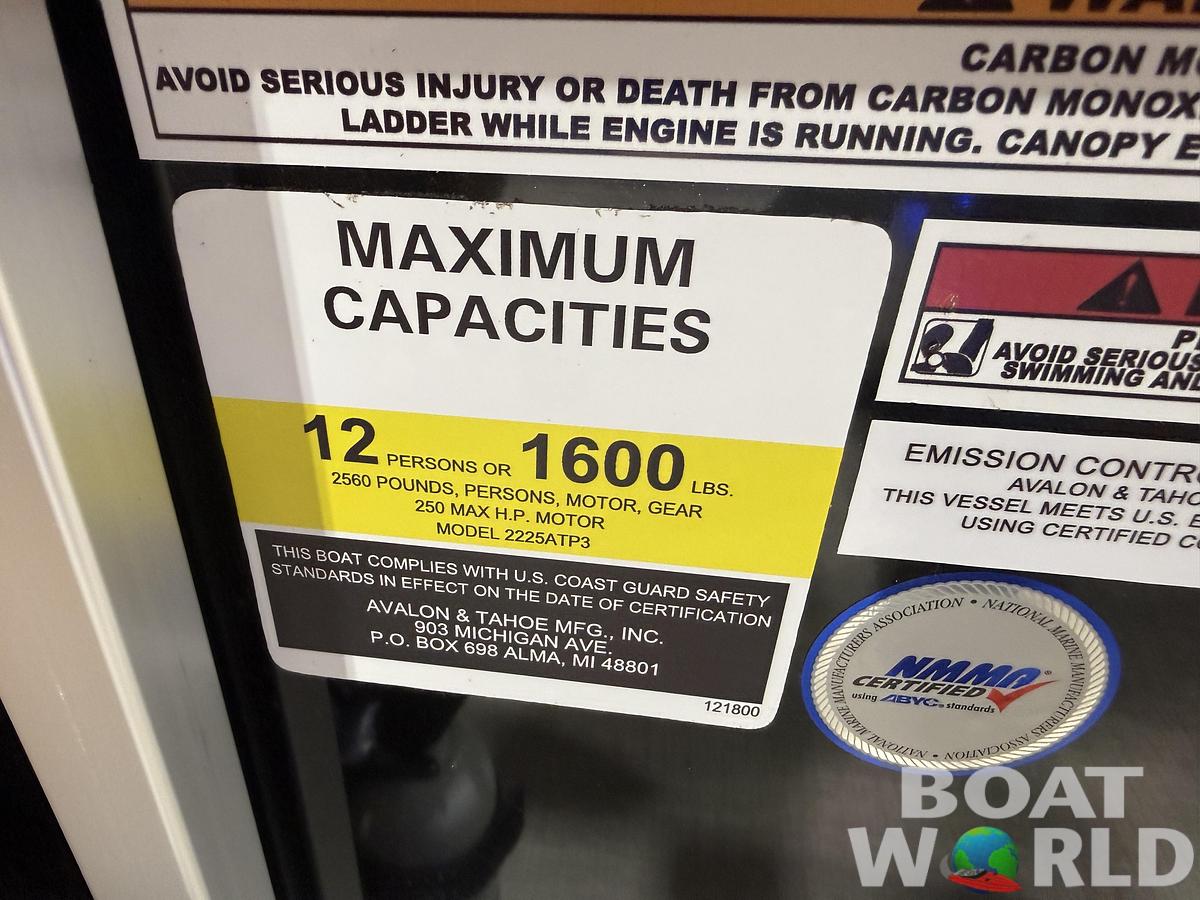 CARBON
AVOID SERIOUS INJURY OR DEATH FROM CARBON
LADDER WHILE ENGINE IS RUNNING. CANOPY
MAXIMUM
CAPACITIES
12 PERSONS OR 1600 LBS.
2560 POUNDS, PERSONS, MOTOR, GEAR
250 MAX H.P. MOTOR
MODEL 2225ATP3
THIS BOAT COMPLIES WITH U.S. COAST GUARD SAFETY
STANDARDS IN EFFECT ON THE DATE OF CERTIFICATION
AVALON & TAHOE MFG., INC.
903 MICHIGAN AVE.
P.O. BOX 698 ALMA, MI 48801
121800
AVOID SERIOUS
SWIMMING AND
EMISSION
AVALON & TAHO
THIS VESSEL MEETS U.S.
USING CERTIFIED
NATIONAL MARINE MANUFACTURERS ASSOCIATION • NATIONAL MARINE MANUFACTURERS ASSOCIATION •
NMMA®
CERTIFIED
using ABYC® standards
BOAT
WORLD